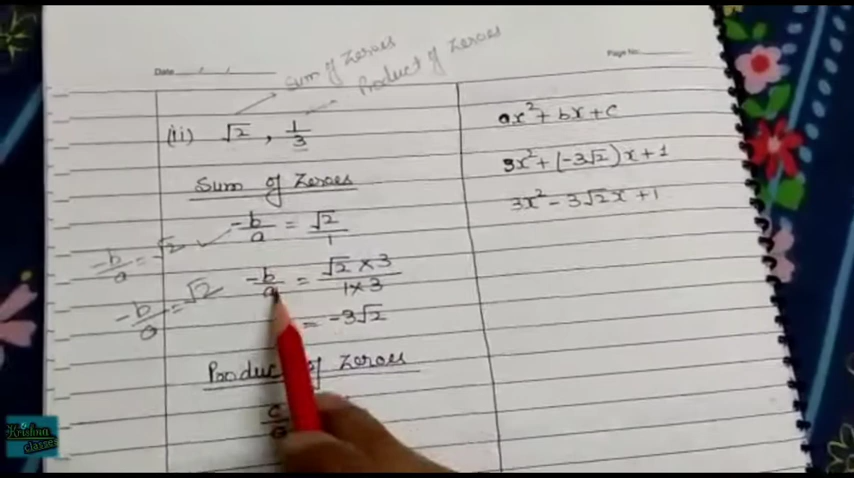 Date
Page No.
Sum of Zeroes
Product of Zeroes
(ii) √2 , 1/3
Sum of Zeroes
-b/a = √2/1
-b/a = √2
-b/a = √2×3/1×3
-b/a = √2
= -3√2
Product of Zeroes
c/a
ax² + bx + c
3x² + (-3√2)x + 1
3x² - 3√2x + 1
Krishna
classes